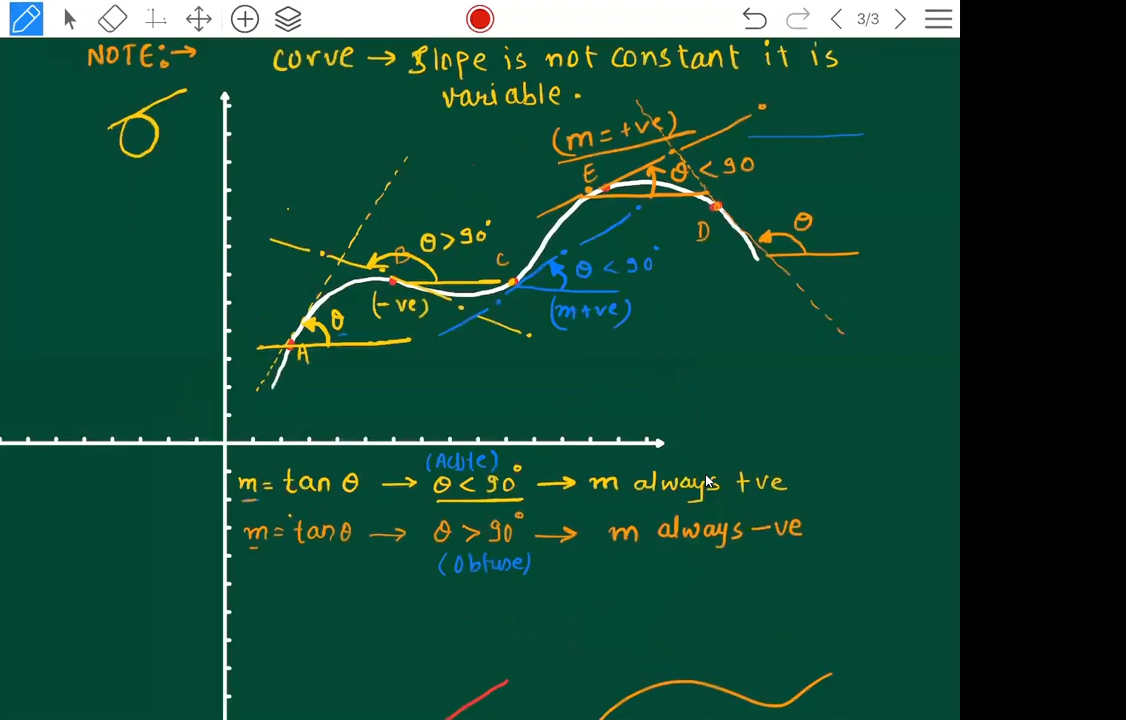 3/3
NOTE:→ curve → Slope is not constant it is
variable.
(m = +ve)
E
θ < 90
θ
D
θ > 90°
B
C
θ < 90°
(-ve)
(m+ve)
θ
A
(Acute)
m = tan θ → θ < 90° → m always +ve
m = tanθ → θ > 90° → m always -ve
(Obtuse)